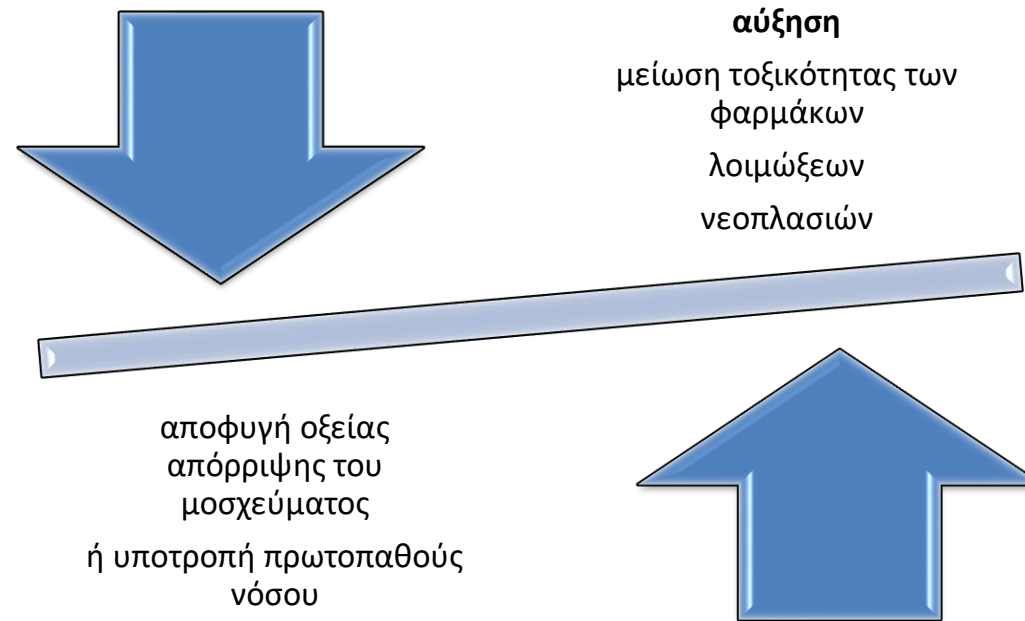 αύξηση
μείωση τοξικότητας των
φαρμάκων
λοιμώξεων
νεοπλασιών
αποφυγή οξείας
απόρριψης του
μοσχεύματος
ή υποτροπή πρωτοπαθούς
νόσου